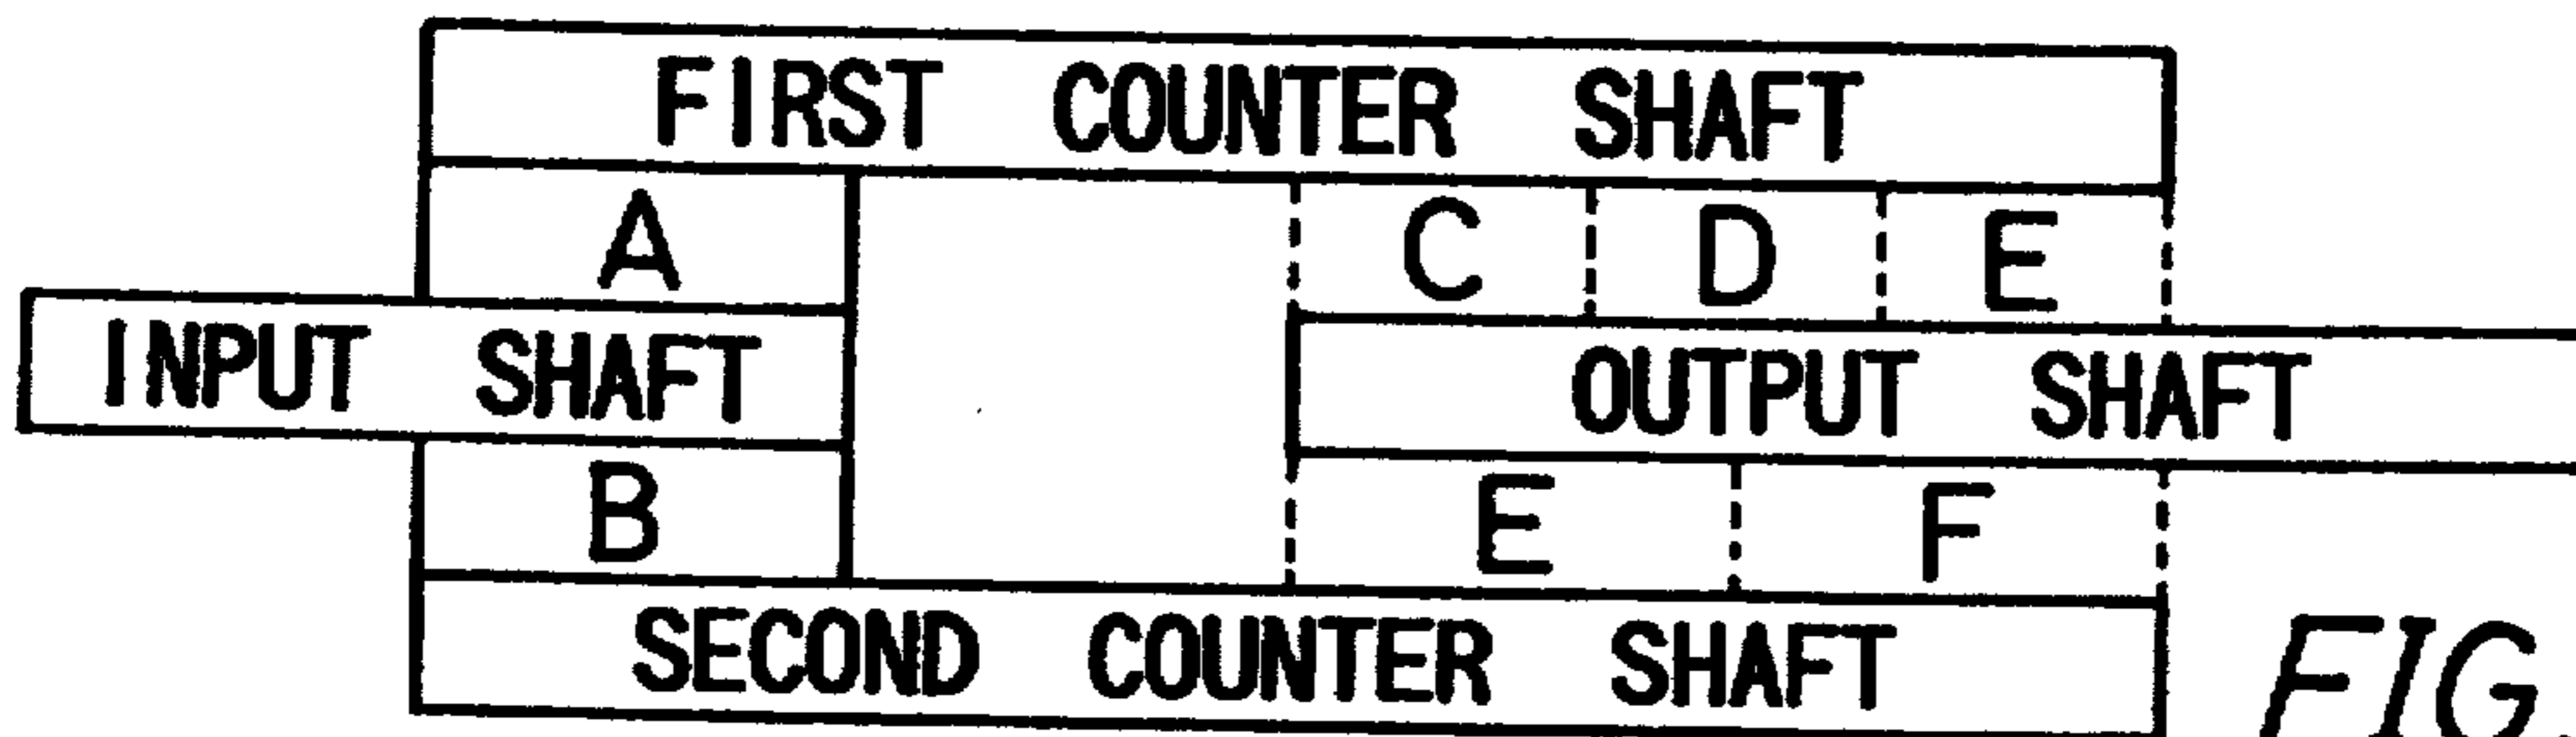 FIRST COUNTER SHAFT
A C D E
INPUT SHAFT OUTPUT SHAFT
B E F
SECOND COUNTER SHAFT
FIG.